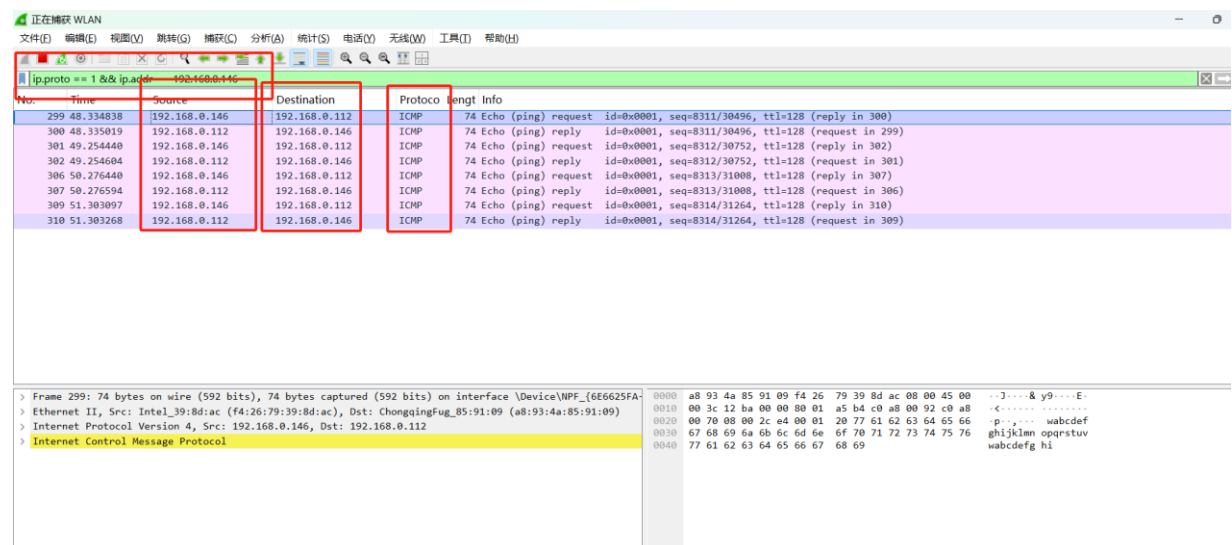 正在捕获 WLAN
文件(F) 编辑(E) 视图(V) 跳转(G) 捕获(C) 分析(A) 统计(S) 电话(Y) 无线(W) 工具(T) 帮助(H)
ip.proto == 1 && ip.addr == 192.168.0.146
No. Time Source Destination Protoco Lengt Info
299 48.334838 192.168.0.146 192.168.0.112 ICMP 74 Echo (ping) request id=0x0001, seq=8311/30496, ttl=128 (reply in 300)
300 48.335019 192.168.0.112 192.168.0.146 ICMP 74 Echo (ping) reply id=0x0001, seq=8311/30496, ttl=128 (request in 299)
301 49.254440 192.168.0.146 192.168.0.112 ICMP 74 Echo (ping) request id=0x0001, seq=8312/30752, ttl=128 (reply in 302)
302 49.254604 192.168.0.112 192.168.0.146 ICMP 74 Echo (ping) reply id=0x0001, seq=8312/30752, ttl=128 (request in 301)
306 50.276440 192.168.0.146 192.168.0.112 ICMP 74 Echo (ping) request id=0x0001, seq=8313/31008, ttl=128 (reply in 307)
307 50.276594 192.168.0.112 192.168.0.146 ICMP 74 Echo (ping) reply id=0x0001, seq=8313/31008, ttl=128 (request in 306)
309 51.303097 192.168.0.146 192.168.0.112 ICMP 74 Echo (ping) request id=0x0001, seq=8314/31264, ttl=128 (reply in 310)
310 51.303268 192.168.0.112 192.168.0.146 ICMP 74 Echo (ping) reply id=0x0001, seq=8314/31264, ttl=128 (request in 309)
> Frame 299: 74 bytes on wire (592 bits), 74 bytes captured (592 bits) on interface \Device\NPF_{6E6625FA-
> Ethernet II, Src: Intel_39:8d:ac (f4:26:79:39:8d:ac), Dst: ChongqingFug_85:91:09 (a8:93:4a:85:91:09)
> Internet Protocol Version 4, Src: 192.168.0.146, Dst: 192.168.0.112
> Internet Control Message Protocol
0000 a8 93 4a 85 91 09 f4 26 79 39 8d ac 08 00 45 00 ··J····& y9····E·
0010 00 3c 12 ba 00 00 80 01 a5 b4 c0 a8 00 92 c0 a8 ·<······ ········
0020 00 70 08 00 2c e4 00 01 20 77 61 62 63 64 65 66 ·p··,··· wabcdef
0030 67 68 69 6a 6b 6c 6d 6e 6f 70 71 72 73 74 75 76 ghijklmn opqrstuv
0040 77 61 62 63 64 65 66 67 68 69 wabcdefg hi